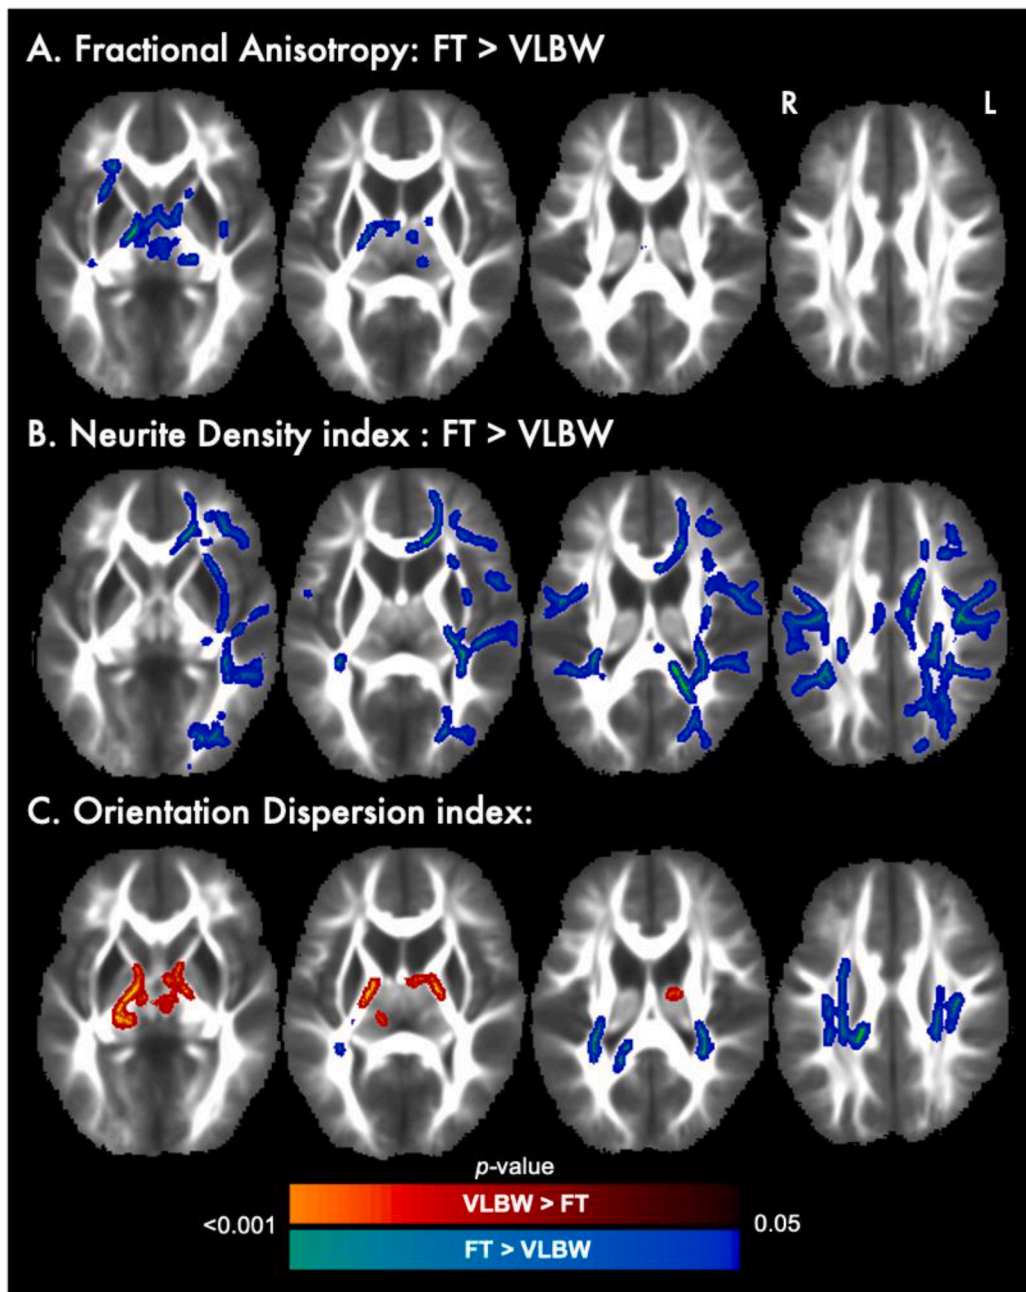 A. Fractional Anisotropy: FT > VLBW
R L
B. Neurite Density index : FT > VLBW
C. Orientation Dispersion index:
p-value
VLBW > FT
<0.001 0.05
FT > VLBW